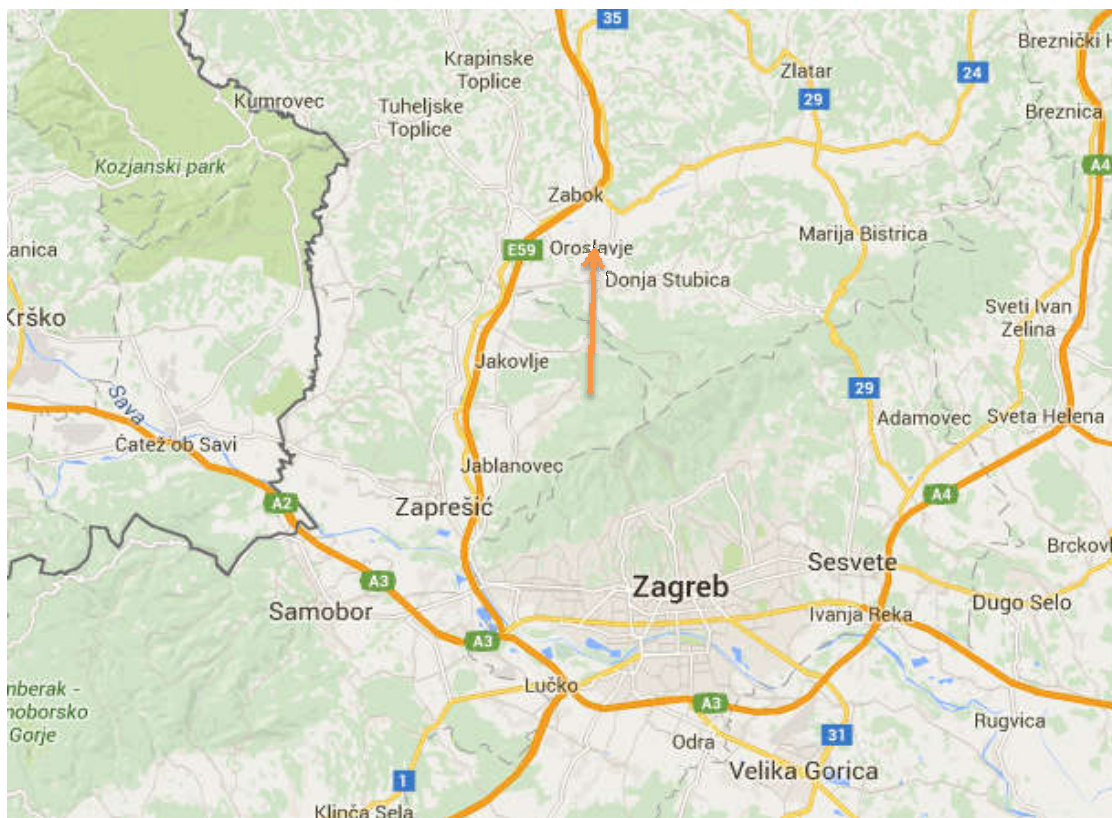 35
Breznički H
Krapinske
Toplice
Zlatar
24
Kumrovec
Tuheljske
Toplice
29
Breznica
Kozjanski park
A4
Zabok
Marija Bistrica
anica
E59
Oroslavje
Donja Stubica
Krško
Sveti Ivan
Zelina
Jakovlje
29
Sava
Adamovec
Sveta Helena
Čatež ob Savi
Jablanovec
A4
A2
Zaprešić
Brckovl
Sesvete
A3
Zagreb
Dugo Selo
Samobor
Ivanja Reka
A3
Lučko
mberak -
noborsko
Gorje
A3
Rugvica
Odra
31
Velika Gorica
1
Klinča Sela